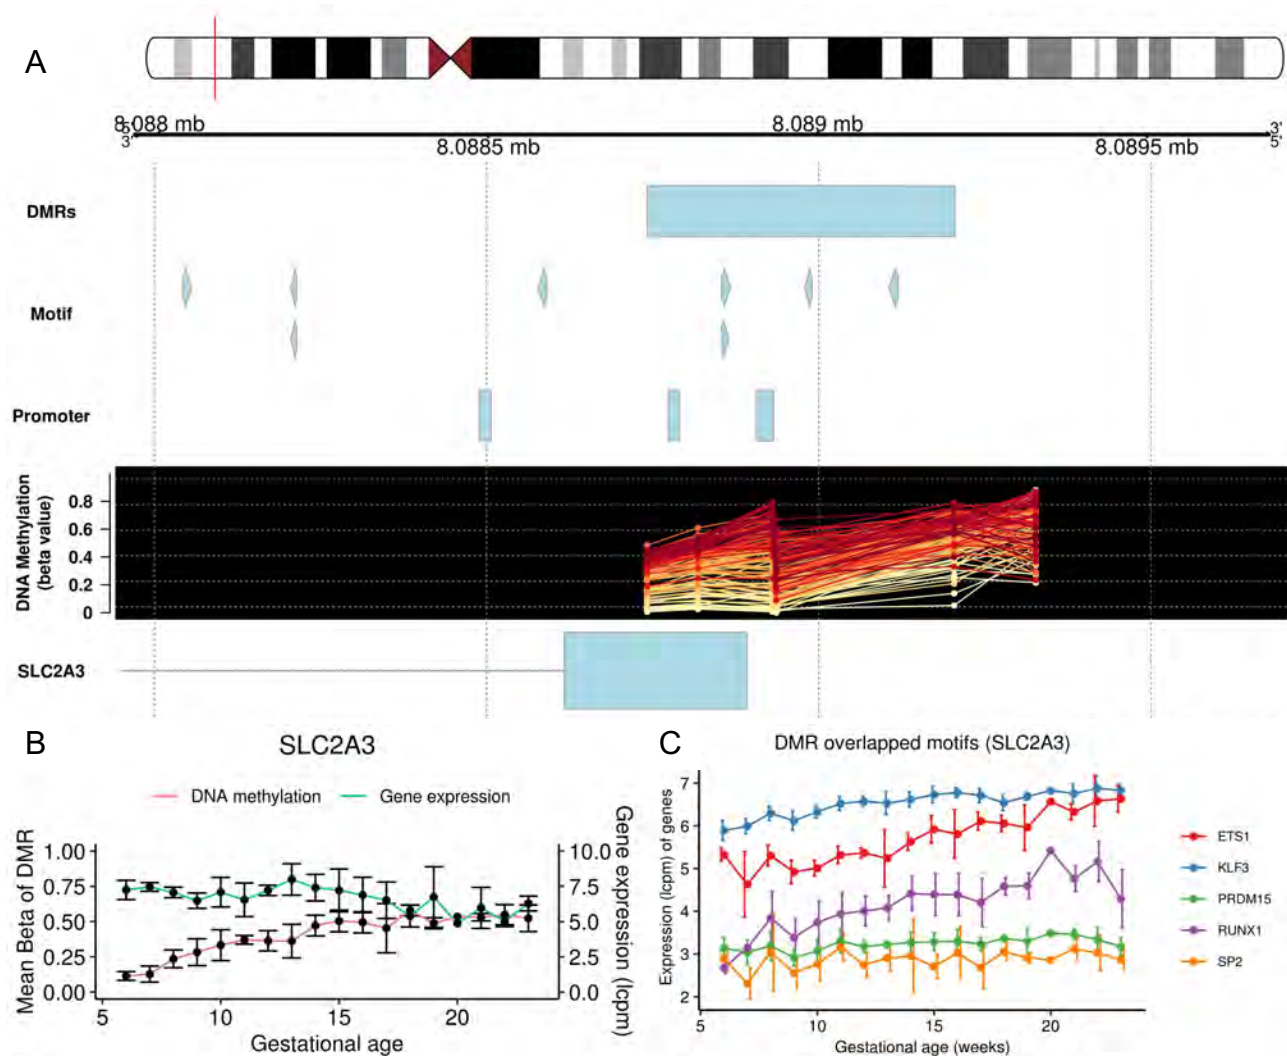 A
8.088 mb
8.089 mb
5'
3'
3'
5'
8.0885 mb
8.0895 mb
DMRs
Motif
Promoter
DNA Methylation
(beta value)
0.8
0.6
0.4
0.2
0
SLC2A3
B
SLC2A3
DNA methylation
Gene expression
Mean Beta of DMR
1.00
0.75
0.50
0.25
0.00
10.0
7.5
5.0
2.5
0.0
Gene expression (lcpm)
5
10
15
20
Gestational age
C
DMR overlapped motifs (SLC2A3)
Expression (lcpm) of genes
7
6
5
4
3
2
5
10
15
20
Gestational age (weeks)
ETS1
KLF3
PRDM15
RUNX1
SP2